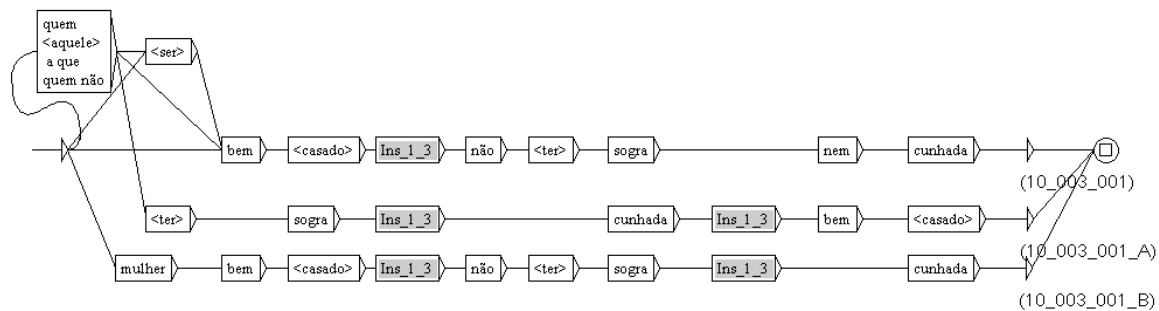 quem
<aquele>
a que
quem não
<ser>
bem <casado> Ins_1_3 não <ter> sogra nem cunhada
(10_003_001)
<ter> sogra Ins_1_3 cunhada Ins_1_3 bem <casado>
(10_003_001_A)
mulher bem <casado> Ins_1_3 não <ter> sogra Ins_1_3 cunhada
(10_003_001_B)